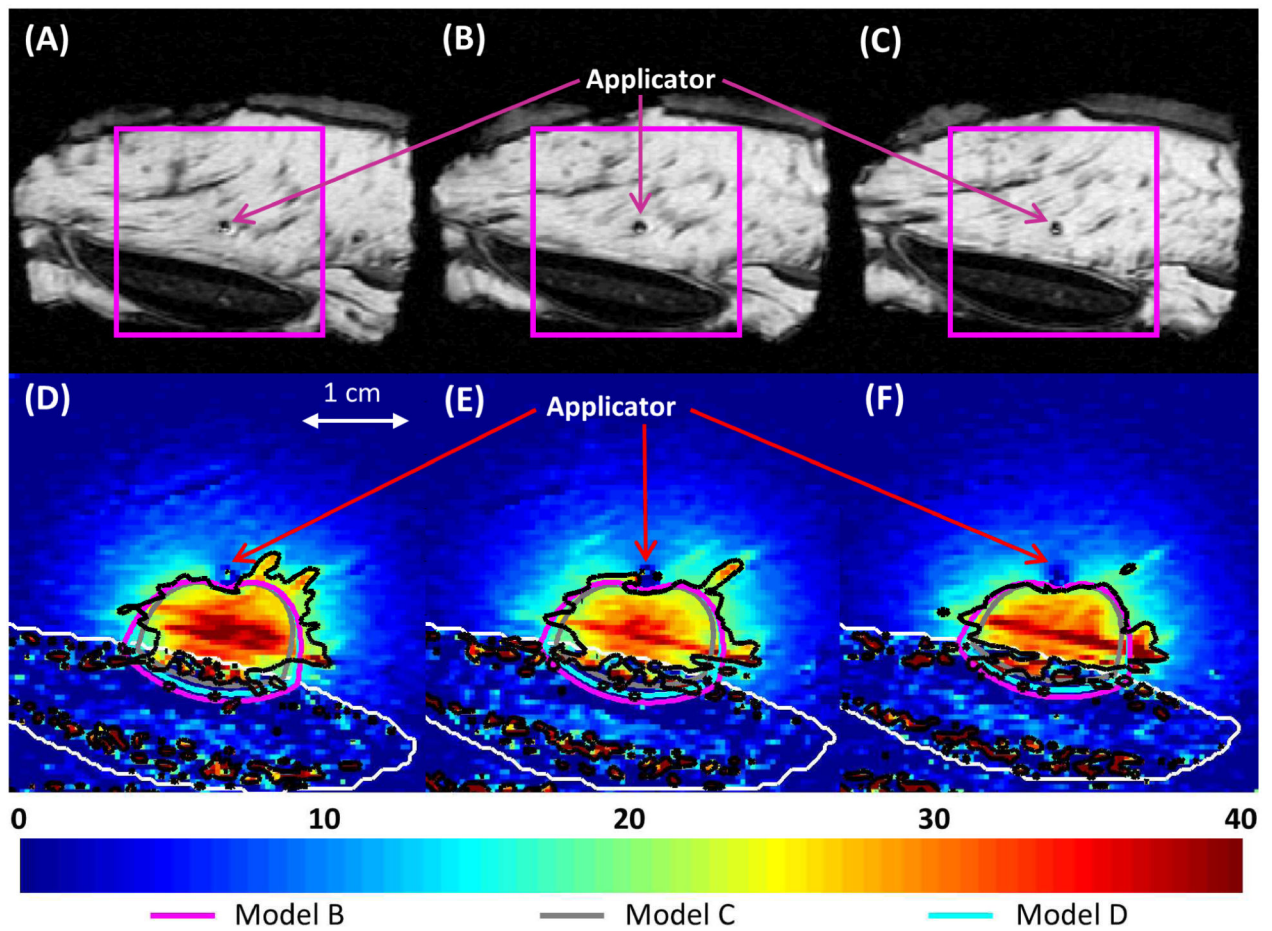 (A)
(B)
(C)
Applicator
(D)
1 cm
(E)
Applicator
(F)
0 10 20 30 40
Model B Model C Model D